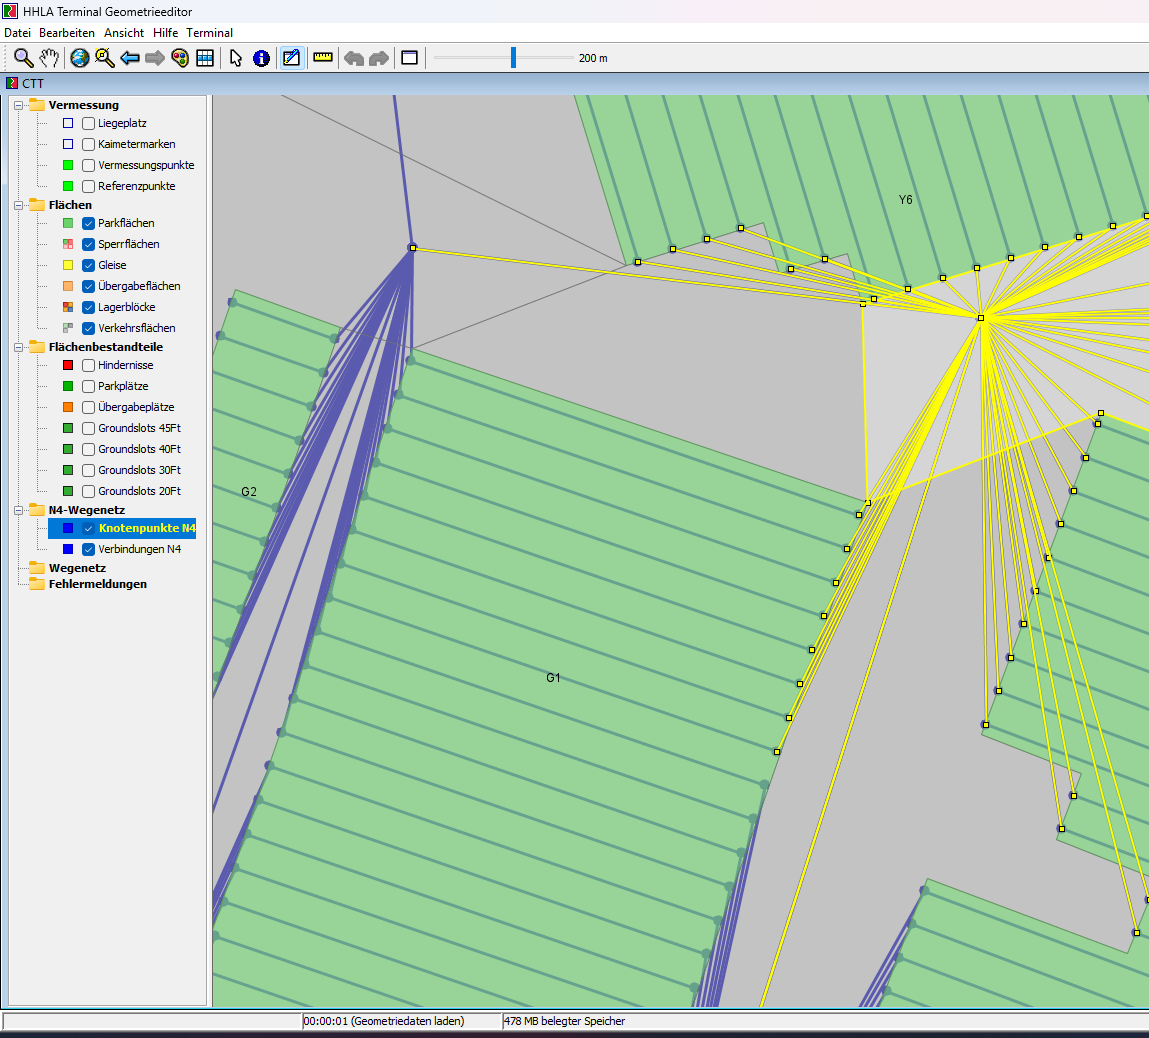 HHLA Terminal Geometrieeditor
Datei Bearbeiten Ansicht Hilfe Terminal
200 m
CTT
Vermessung
Liegeplatz
Kaimetermarken
Vermessungspunkte
Referenzpunkte
Flächen
Parkflächen
Sperrflächen
Gleise
Übergabeflächen
Lagerblöcke
Verkehrsflächen
Flächenbestandteile
Hindernisse
Parkplätze
Übergabeplätze
Groundslots 45Ft
Groundslots 40Ft
Groundslots 30Ft
Groundslots 20Ft
N4-Wegenetz
Knotenpunkte N4
Verbindungen N4
Wegenetz
Fehlermeldungen
Y6
G2
G1
00:00:01 (Geometriedaten laden)
478 MB belegter Speicher